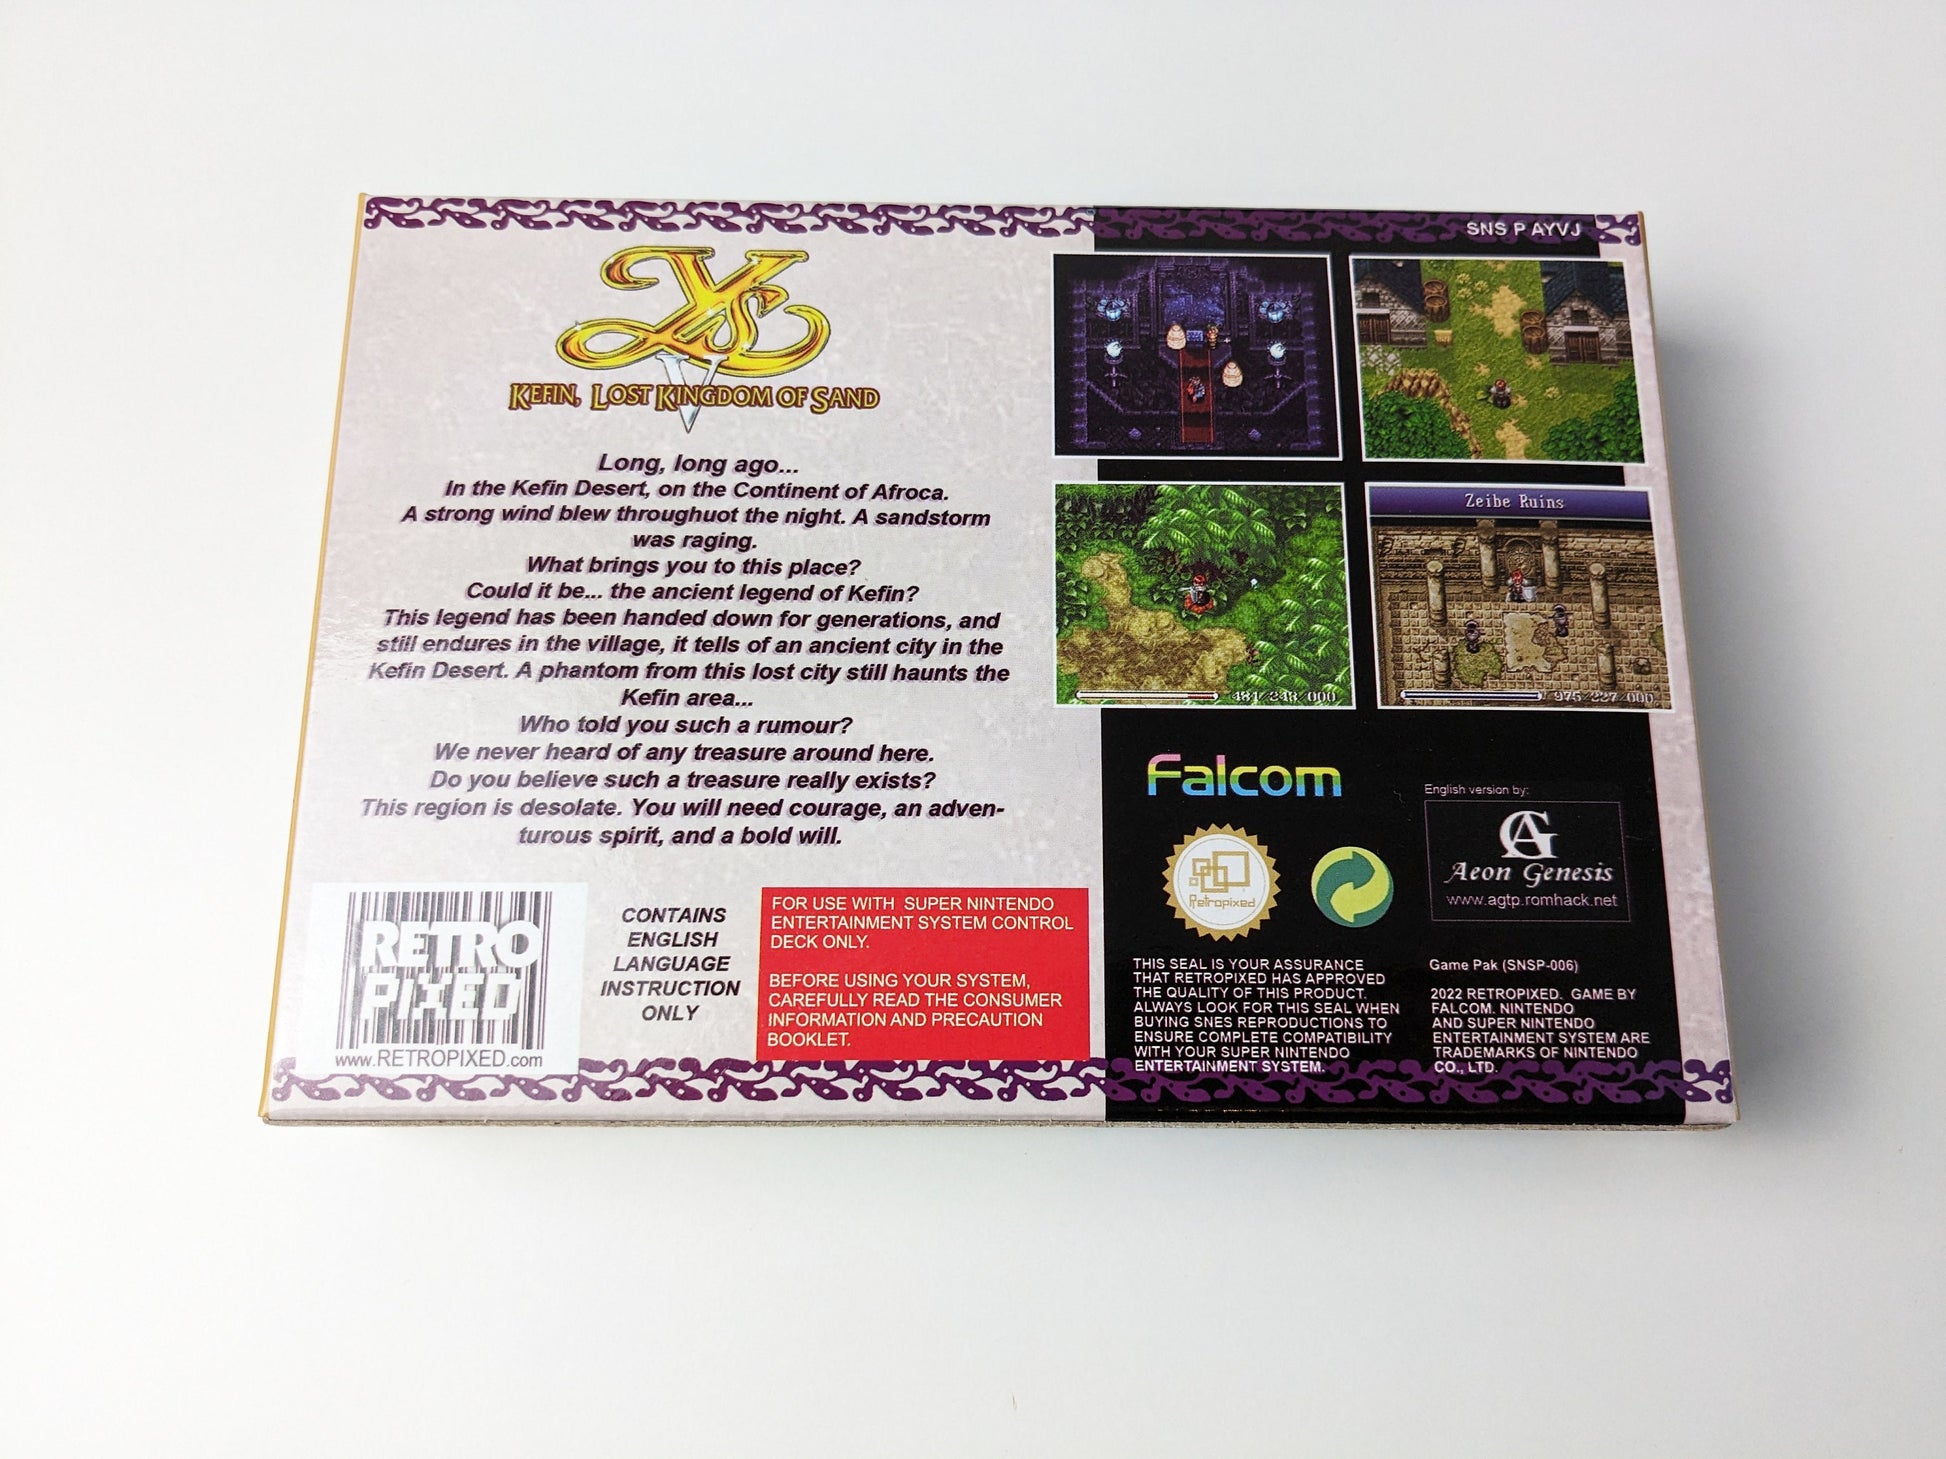 SNS P AYVJ
YS
V
KEFIN, LOST KINGDOM OF SAND
Long, long ago...
In the Kefin Desert, on the Continent of Afroca.
A strong wind blew throughuot the night. A sandstorm
was raging.
What brings you to this place?
Could it be... the ancient legend of Kefin?
This legend has been handed down for generations, and
still endures in the village, it tells of an ancient city in the
Kefin Desert. A phantom from this lost city still haunts the
Kefin area...
Who told you such a rumour?
We never heard of any treasure around here.
Do you believe such a treasure really exists?
This region is desolate. You will need courage, an adven-
turous spirit, and a bold will.
RETRO
PIXED
www.RETROPIXED.com
CONTAINS
ENGLISH
LANGUAGE
INSTRUCTION
ONLY
FOR USE WITH SUPER NINTENDO
ENTERTAINMENT SYSTEM CONTROL
DECK ONLY.
BEFORE USING YOUR SYSTEM,
CAREFULLY READ THE CONSUMER
INFORMATION AND PRECAUTION
BOOKLET.
Zeibe Ruins
481/248/000
975/227/000
Falcom
Retropixed
THIS SEAL IS YOUR ASSURANCE
THAT RETROPIXED HAS APPROVED
THE QUALITY OF THIS PRODUCT.
ALWAYS LOOK FOR THIS SEAL WHEN
BUYING SNES REPRODUCTIONS TO
ENSURE COMPLETE COMPATIBILITY
WITH YOUR SUPER NINTENDO
ENTERTAINMENT SYSTEM.
English version by:
AG
Aeon Genesis
www.agtp.romhack.net
Game Pak (SNSP-006)
2022 RETROPIXED. GAME BY
FALCOM. NINTENDO
AND SUPER NINTENDO
ENTERTAINMENT SYSTEM ARE
TRADEMARKS OF NINTENDO
CO., LTD.